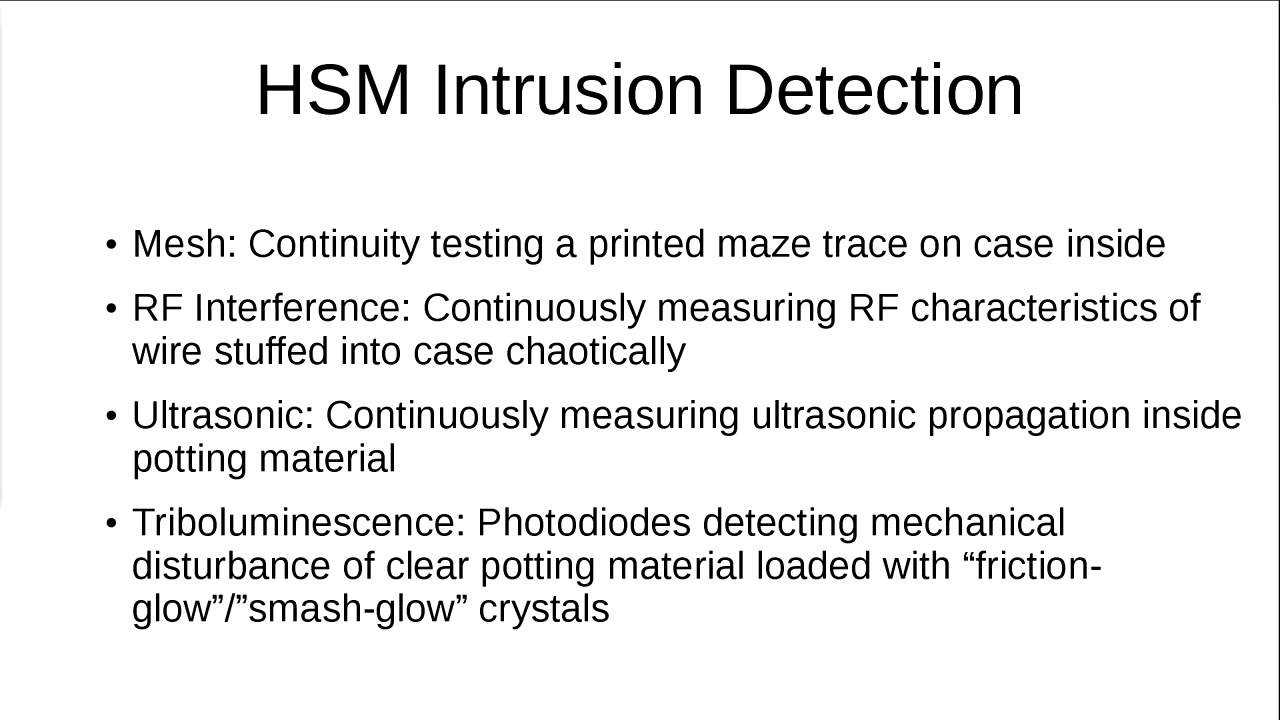 HSM Intrusion Detection
• Mesh: Continuity testing a printed maze trace on case inside
• RF Interference: Continuously measuring RF characteristics of
wire stuffed into case chaotically
• Ultrasonic: Continuously measuring ultrasonic propagation inside
potting material
• Triboluminescence: Photodiodes detecting mechanical
disturbance of clear potting material loaded with “friction-
glow”/”smash-glow” crystals